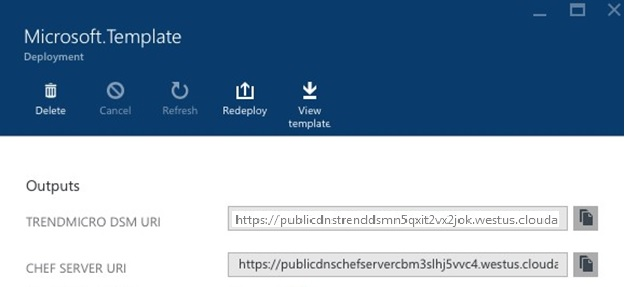 Microsoft.Template
Deployment
Delete
Cancel
Refresh
Redeploy
View
template
Outputs
TRENDMICRO DSM URI
https://publicdnstrenddsmn5qxit2vx2jok.westus.clouda
CHEF SERVER URI
https://publicdnschefservercbm3slhj5vvc4.westus.clouda